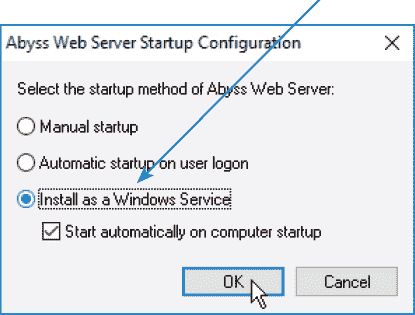 Abyss Web Server Startup Configuration
Select the startup method of Abyss Web Server:
Manual startup
Automatic startup on user logon
Install as a Windows Service
Start automatically on computer startup
OK
Cancel